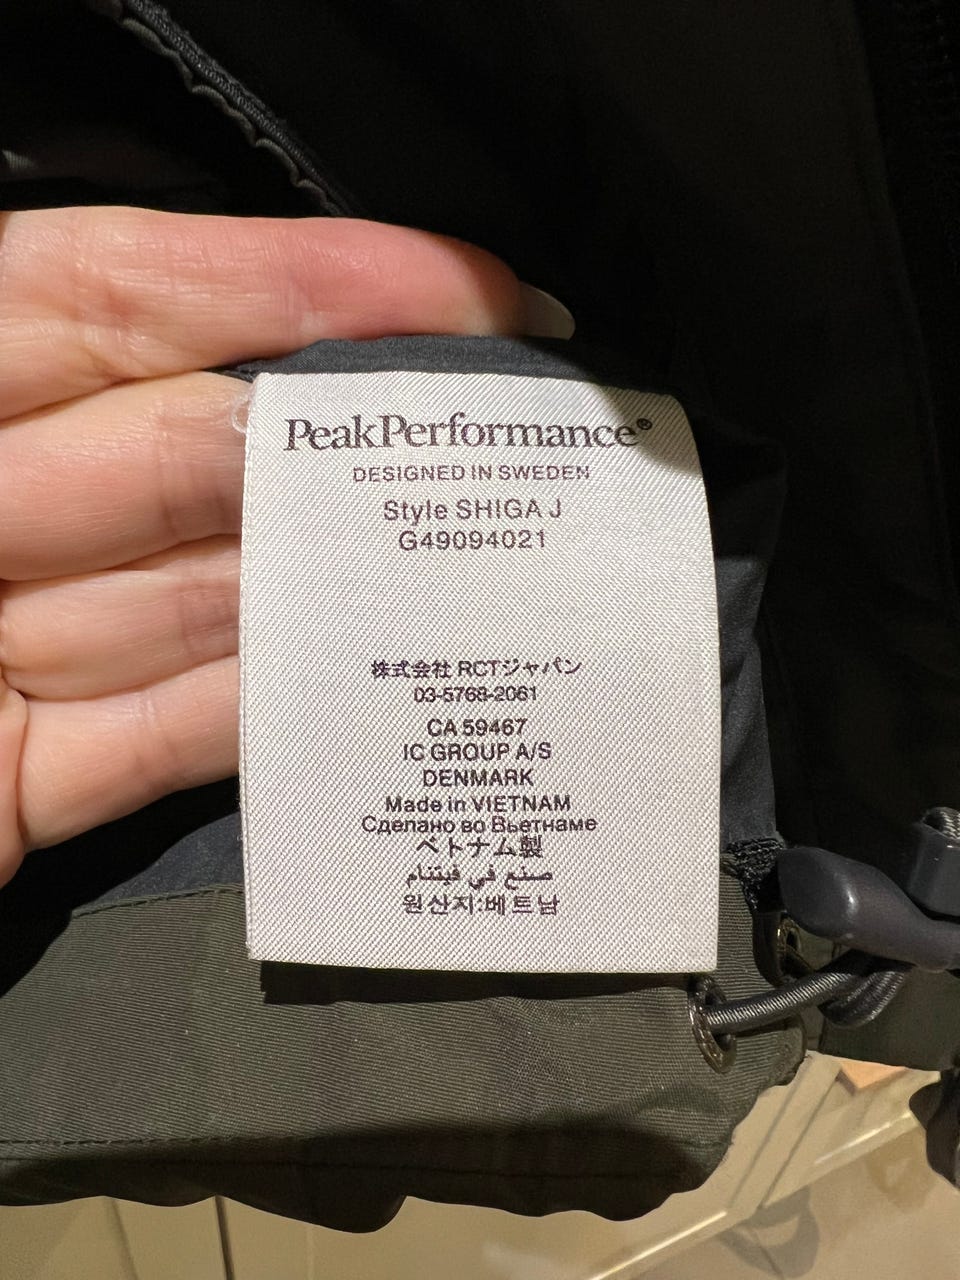 PeakPerformance®
DESIGNED IN SWEDEN
Style SHIGA J
G49094021
株式会社 RCTジャパン
03-5768-2061
CA 59467
IC GROUP A/S
DENMARK
Made in VIETNAM
Сделано во Вьетнаме
ベトナム製
صنع في فيتنام
원산지:베트남